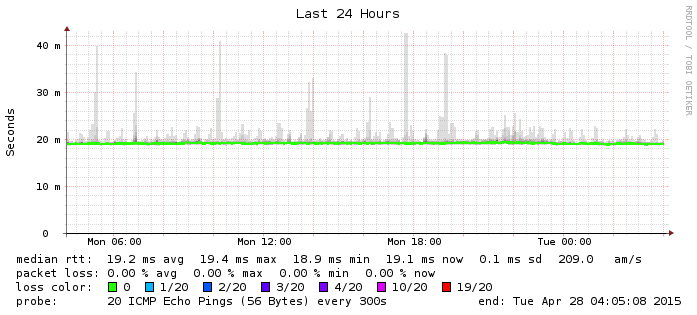 Last 24 Hours
RRDTOOL / TOBI OETIKER
Seconds
40 m
30 m
20 m
10 m
0
Mon 06:00 Mon 12:00 Mon 18:00 Tue 00:00
median rtt: 19.2 ms avg 19.4 ms max 18.9 ms min 19.1 ms now 0.1 ms sd 209.0 am/s
packet loss: 0.00 % avg 0.00 % max 0.00 % min 0.00 % now
loss color: 0 1/20 2/20 3/20 4/20 10/20 19/20
probe: 20 ICMP Echo Pings (56 Bytes) every 300s end: Tue Apr 28 04:05:08 2015